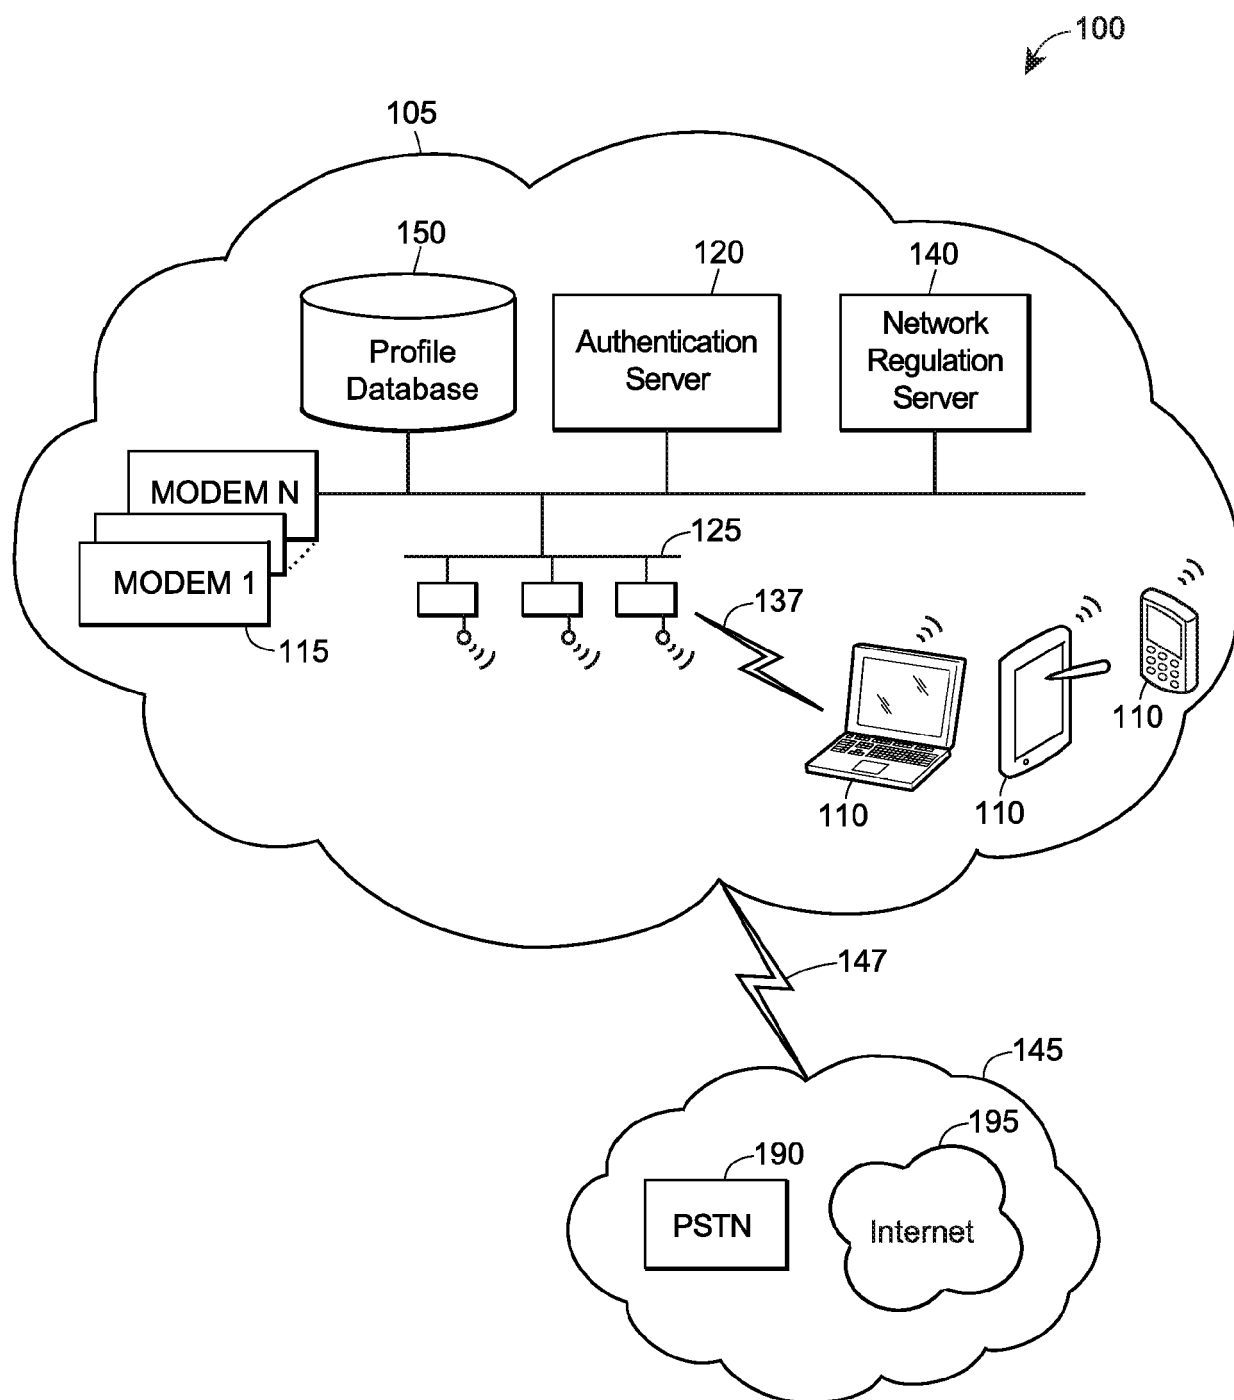 100
105
150
120
140
Profile
Database
Authentication
Server
Network
Regulation
Server
MODEM N
MODEM 1
115
125
137
110
110
110
147
145
190
195
PSTN
Internet